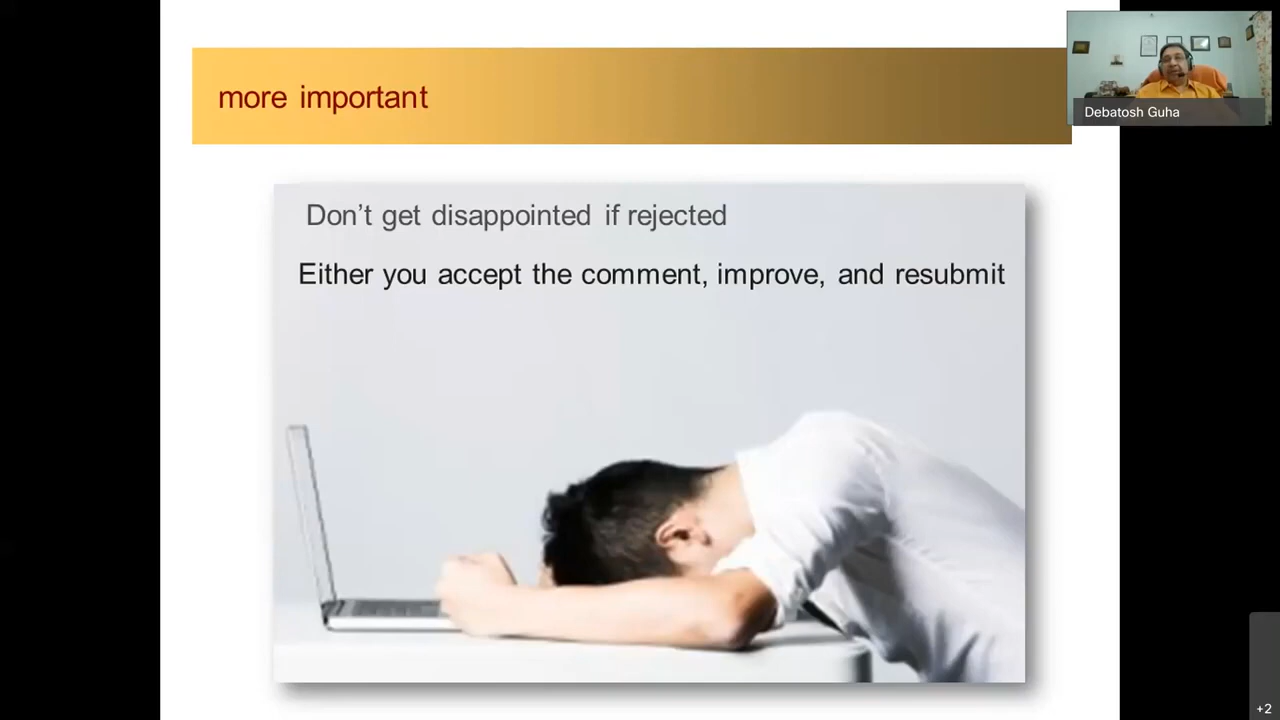 more important
Debatosh Guha
Don't get disappointed if rejected
Either you accept the comment, improve, and resubmit
+2